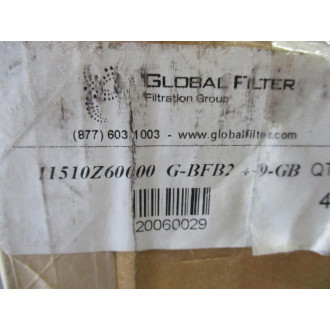 GLOBAL FILTER
Filtration Group
(877) 603 1003 - www.globalfilter.com
11510Z60000 G-BFB2 -9-GB QT
4
20060029